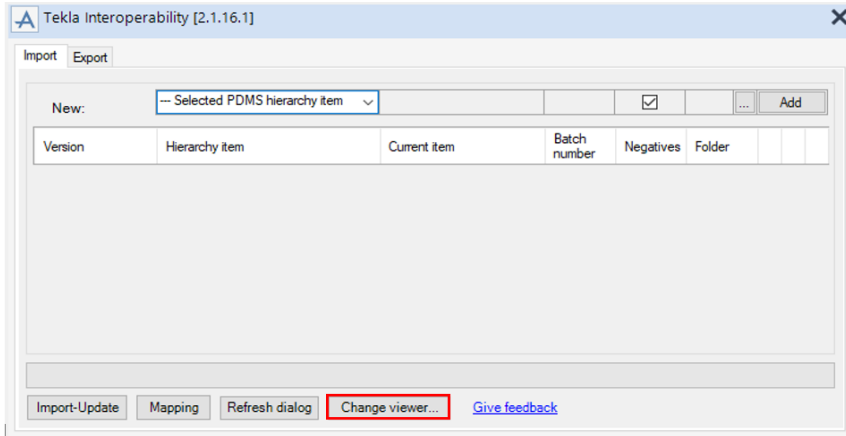 Tekla Interoperability [2.1.16.1]
Import Export
New: --- Selected PDMS hierarchy item ... Add
Version Hierarchy item Current item Batch number Negatives Folder
Import-Update Mapping Refresh dialog Change viewer... Give feedback